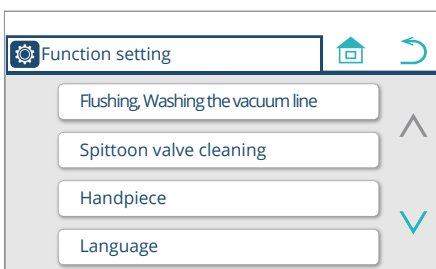 Function setting
Flushing, Washing the vacuum line
Spittoon valve cleaning
Handpiece
Language